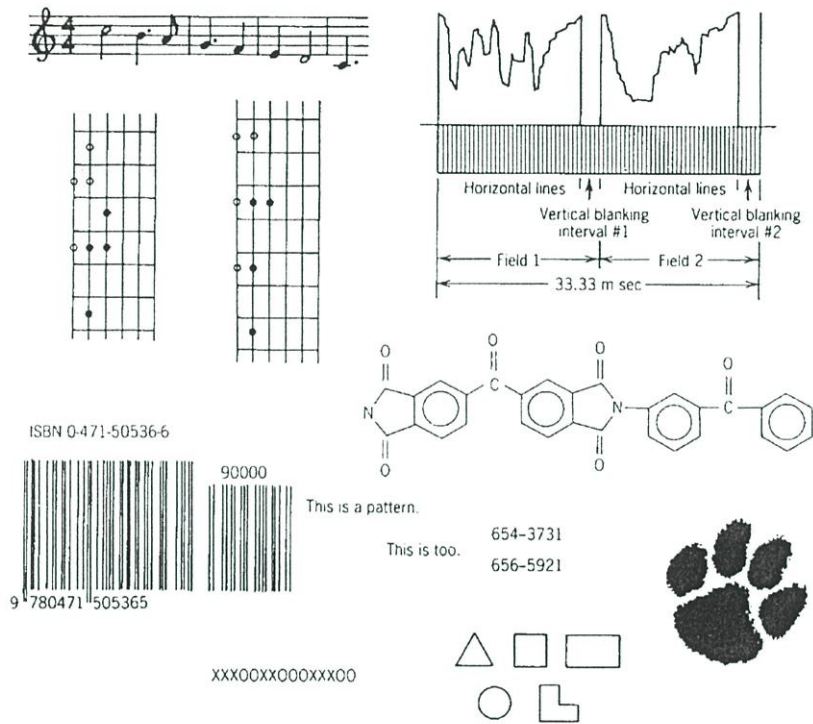 4
4
Horizontal lines
Horizontal lines
Vertical blanking
interval #1
Vertical blanking
interval #2
Field 1
Field 2
33.33 m sec
O
O
O
O
C
N
N
C
O
O
O
ISBN 0-471-50536-6
90000
9 780471 505365
This is a pattern.
This is too.
654-3731
656-5921
XXXOOXXOOOXXXOO